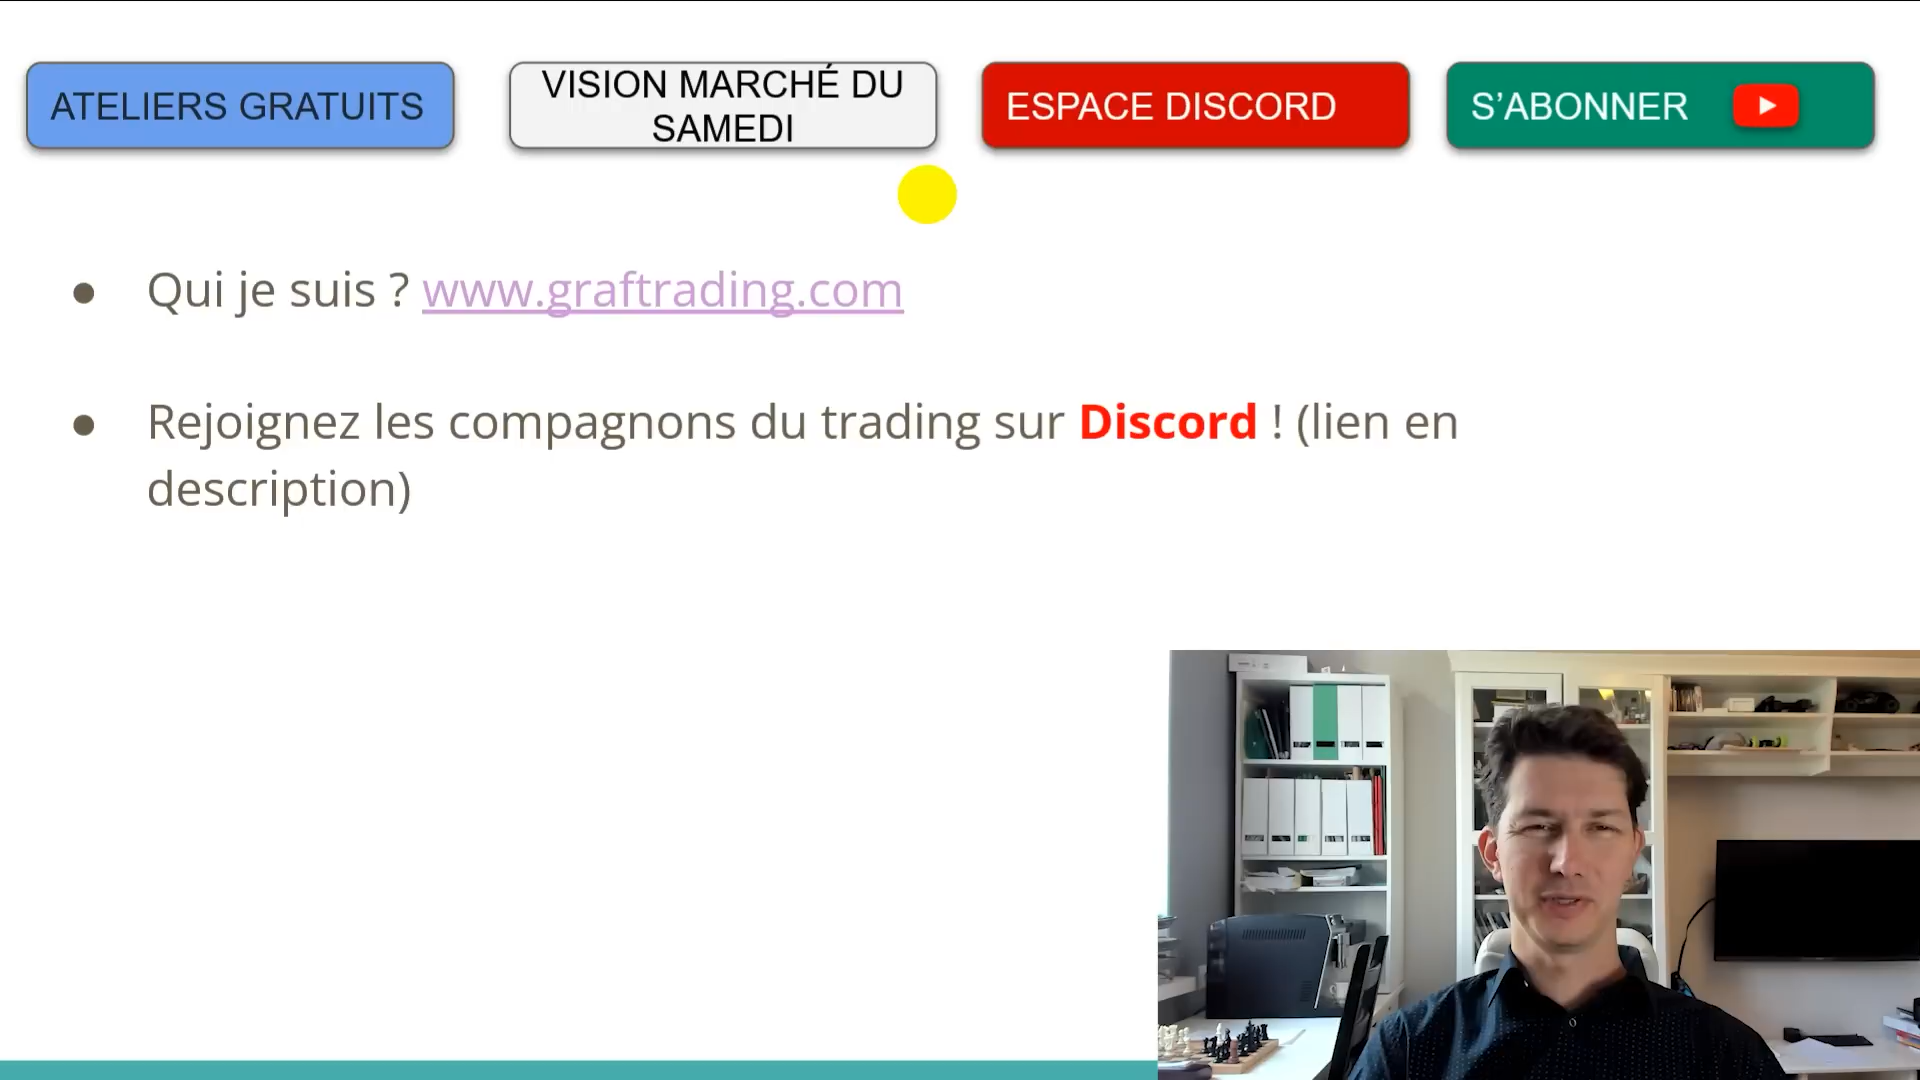 ATELIERS GRATUITS
VISION MARCHÉ DU
SAMEDI
ESPACE DISCORD
S’ABONNER
Qui je suis ? www.graftrading.com
Rejoignez les compagnons du trading sur Discord ! (lien en
description)